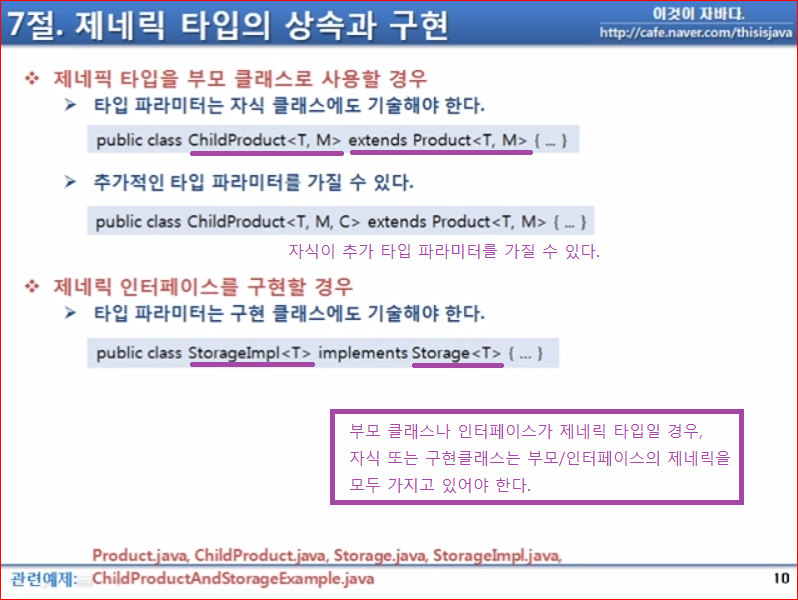 7절. 제네릭 타입의 상속과 구현
이것이 자바다.
http://cafe.naver.com/thisisjava
❖ 제네픽 타입을 부모 클래스로 사용할 경우
➤ 타입 파라미터는 자식 클래스에도 기술해야 한다.
public class ChildProduct<T, M> extends Product<T, M> { ... }
➤ 추가적인 타입 파라미터를 가질 수 있다.
public class ChildProduct<T, M, C> extends Product<T, M> { ... }
자식이 추가 타입 파라미터를 가질 수 있다.
❖ 제네릭 인터페이스를 구현할 경우
➤ 타입 파라미터는 구현 클래스에도 기술해야 한다.
public class StorageImpl<T> implements Storage<T> { ... }
부모 클래스나 인터페이스가 제네릭 타입일 경우,
자식 또는 구현클래스는 부모/인터페이스의 제네릭을
모두 가지고 있어야 한다.
Product.java, ChildProduct.java, Storage.java, StorageImpl.java,
관련예제: ChildProductAndStorageExample.java
10